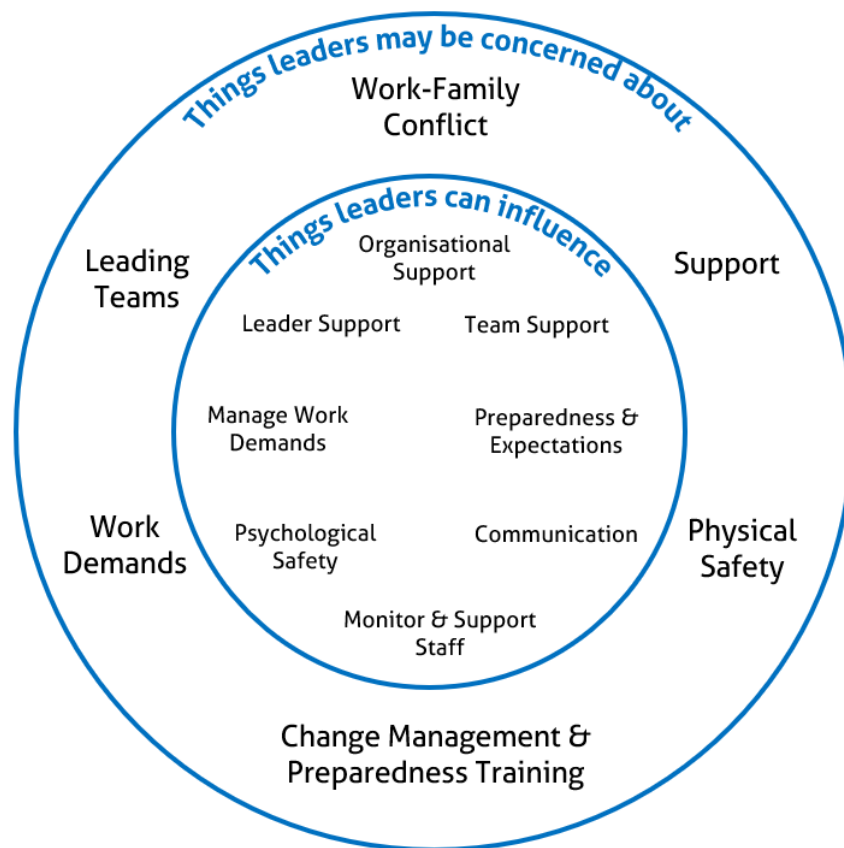 Things leaders may be concerned about
Work-Family
Conflict
Leading
Teams
Support
Work
Demands
Physical
Safety
Change Management &
Preparedness Training
Things leaders can influence
Organisational
Support
Leader Support
Team Support
Manage Work
Demands
Preparedness &
Expectations
Psychological
Safety
Communication
Monitor & Support
Staff